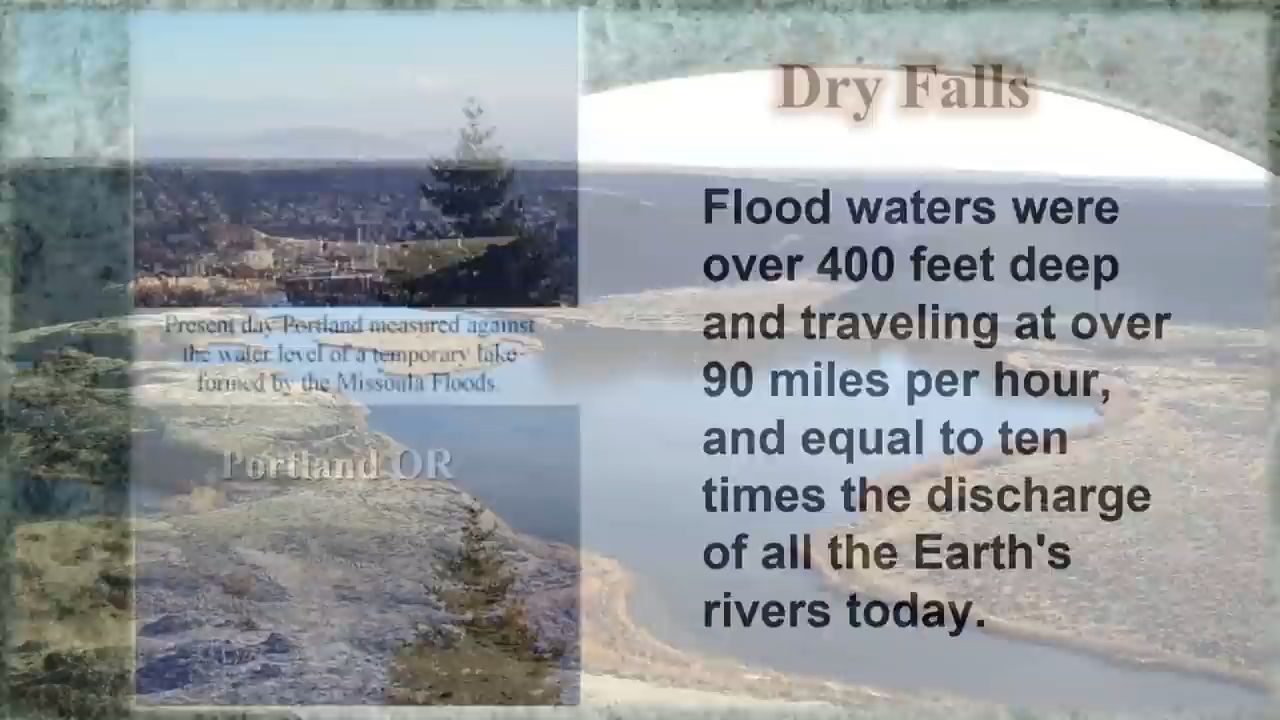 Dry Falls
Flood waters were
over 400 feet deep
and traveling at over
90 miles per hour,
and equal to ten
times the discharge
of all the Earth's
rivers today.
Present day Portland measured against
the water level of a temporary lake
formed by the Missoula Floods.
Portland OR